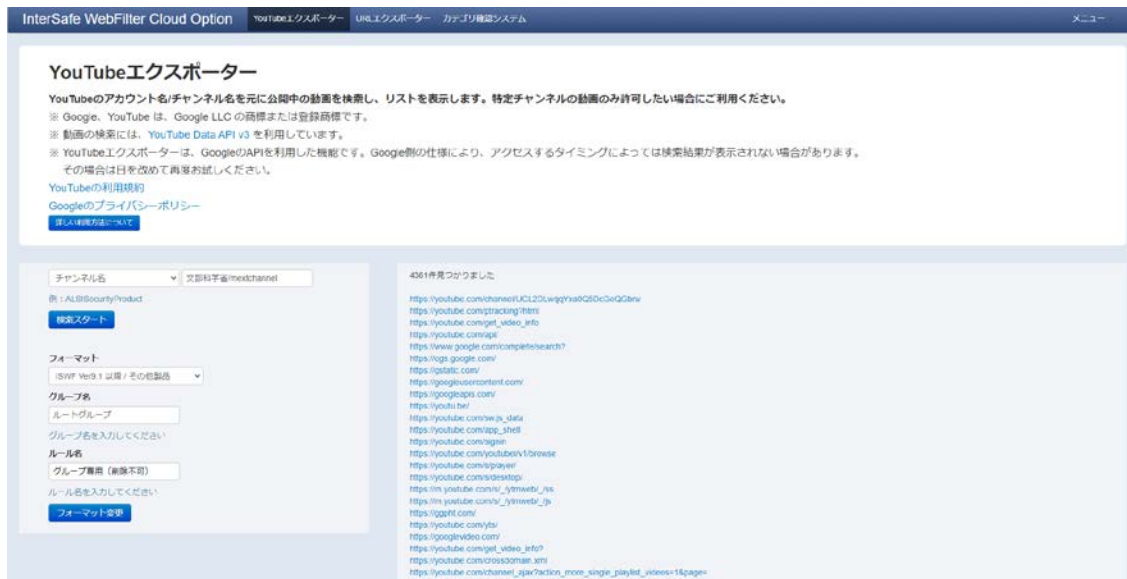 InterSafe WebFilter Cloud Option YouTubeエクスポーター URLエクスポーター カテゴリ確認システム メニュー
YouTubeエクスポーター
YouTubeのアカウント名/チャンネル名を元に公開中の動画を検索し、リストを表示します。特定チャンネルの動画のみ許可したい場合にご利用ください。
※ Google、YouTube は、Google LLC の商標または登録商標です。
※ 動画の検索には、YouTube Data API v3 を利用しています。
※ YouTubeエクスポーターは、GoogleのAPIを利用した機能です。Google側の仕様により、アクセスするタイミングによっては検索結果が表示されない場合があります。
その場合は日を改めて再度お試しください。
YouTubeの利用規約
Googleのプライバシーポリシー
詳しい利用方法について
チャンネル名 文部科学省/mextchannel
例：
検索スタート
フォーマット
ISWF Ver9.1 以降 / その他製品
グループ名
ルートグループ
グループ名を入力してください
ルール名
グループ専用（削除不可）
ルール名を入力してください
フォーマット変更
4381件見つかりました
https://youtube.com/ptracking?html
https://youtube.com/get_video_info
https://youtube.com/api/
https://www.google.com/complete/search?
https://ogs.google.com/
https://gstatic.com/
https://googleusercontent.com/
https://googleapis.com/
https://youtu.be/
https://youtube.com/sw.js_data
https://youtube.com/app_shell
https://youtube.com/signin
https://youtube.com/youtubei/v1/browse
https://youtube.com/s/player/
https://youtube.com/s/desktop/
https://m.youtube.com/s/_/ytmweb/_/ss
https://m.youtube.com/s/_/ytmweb/_/js
https://ggpht.com/
https://youtube.com/yts/
https://googlevideo.com/
https://youtube.com/get_video_info?
https://youtube.com/crossdomain.xml
https://youtube.com/channel_ajax?action_more_single_playlist_videos=1&page=